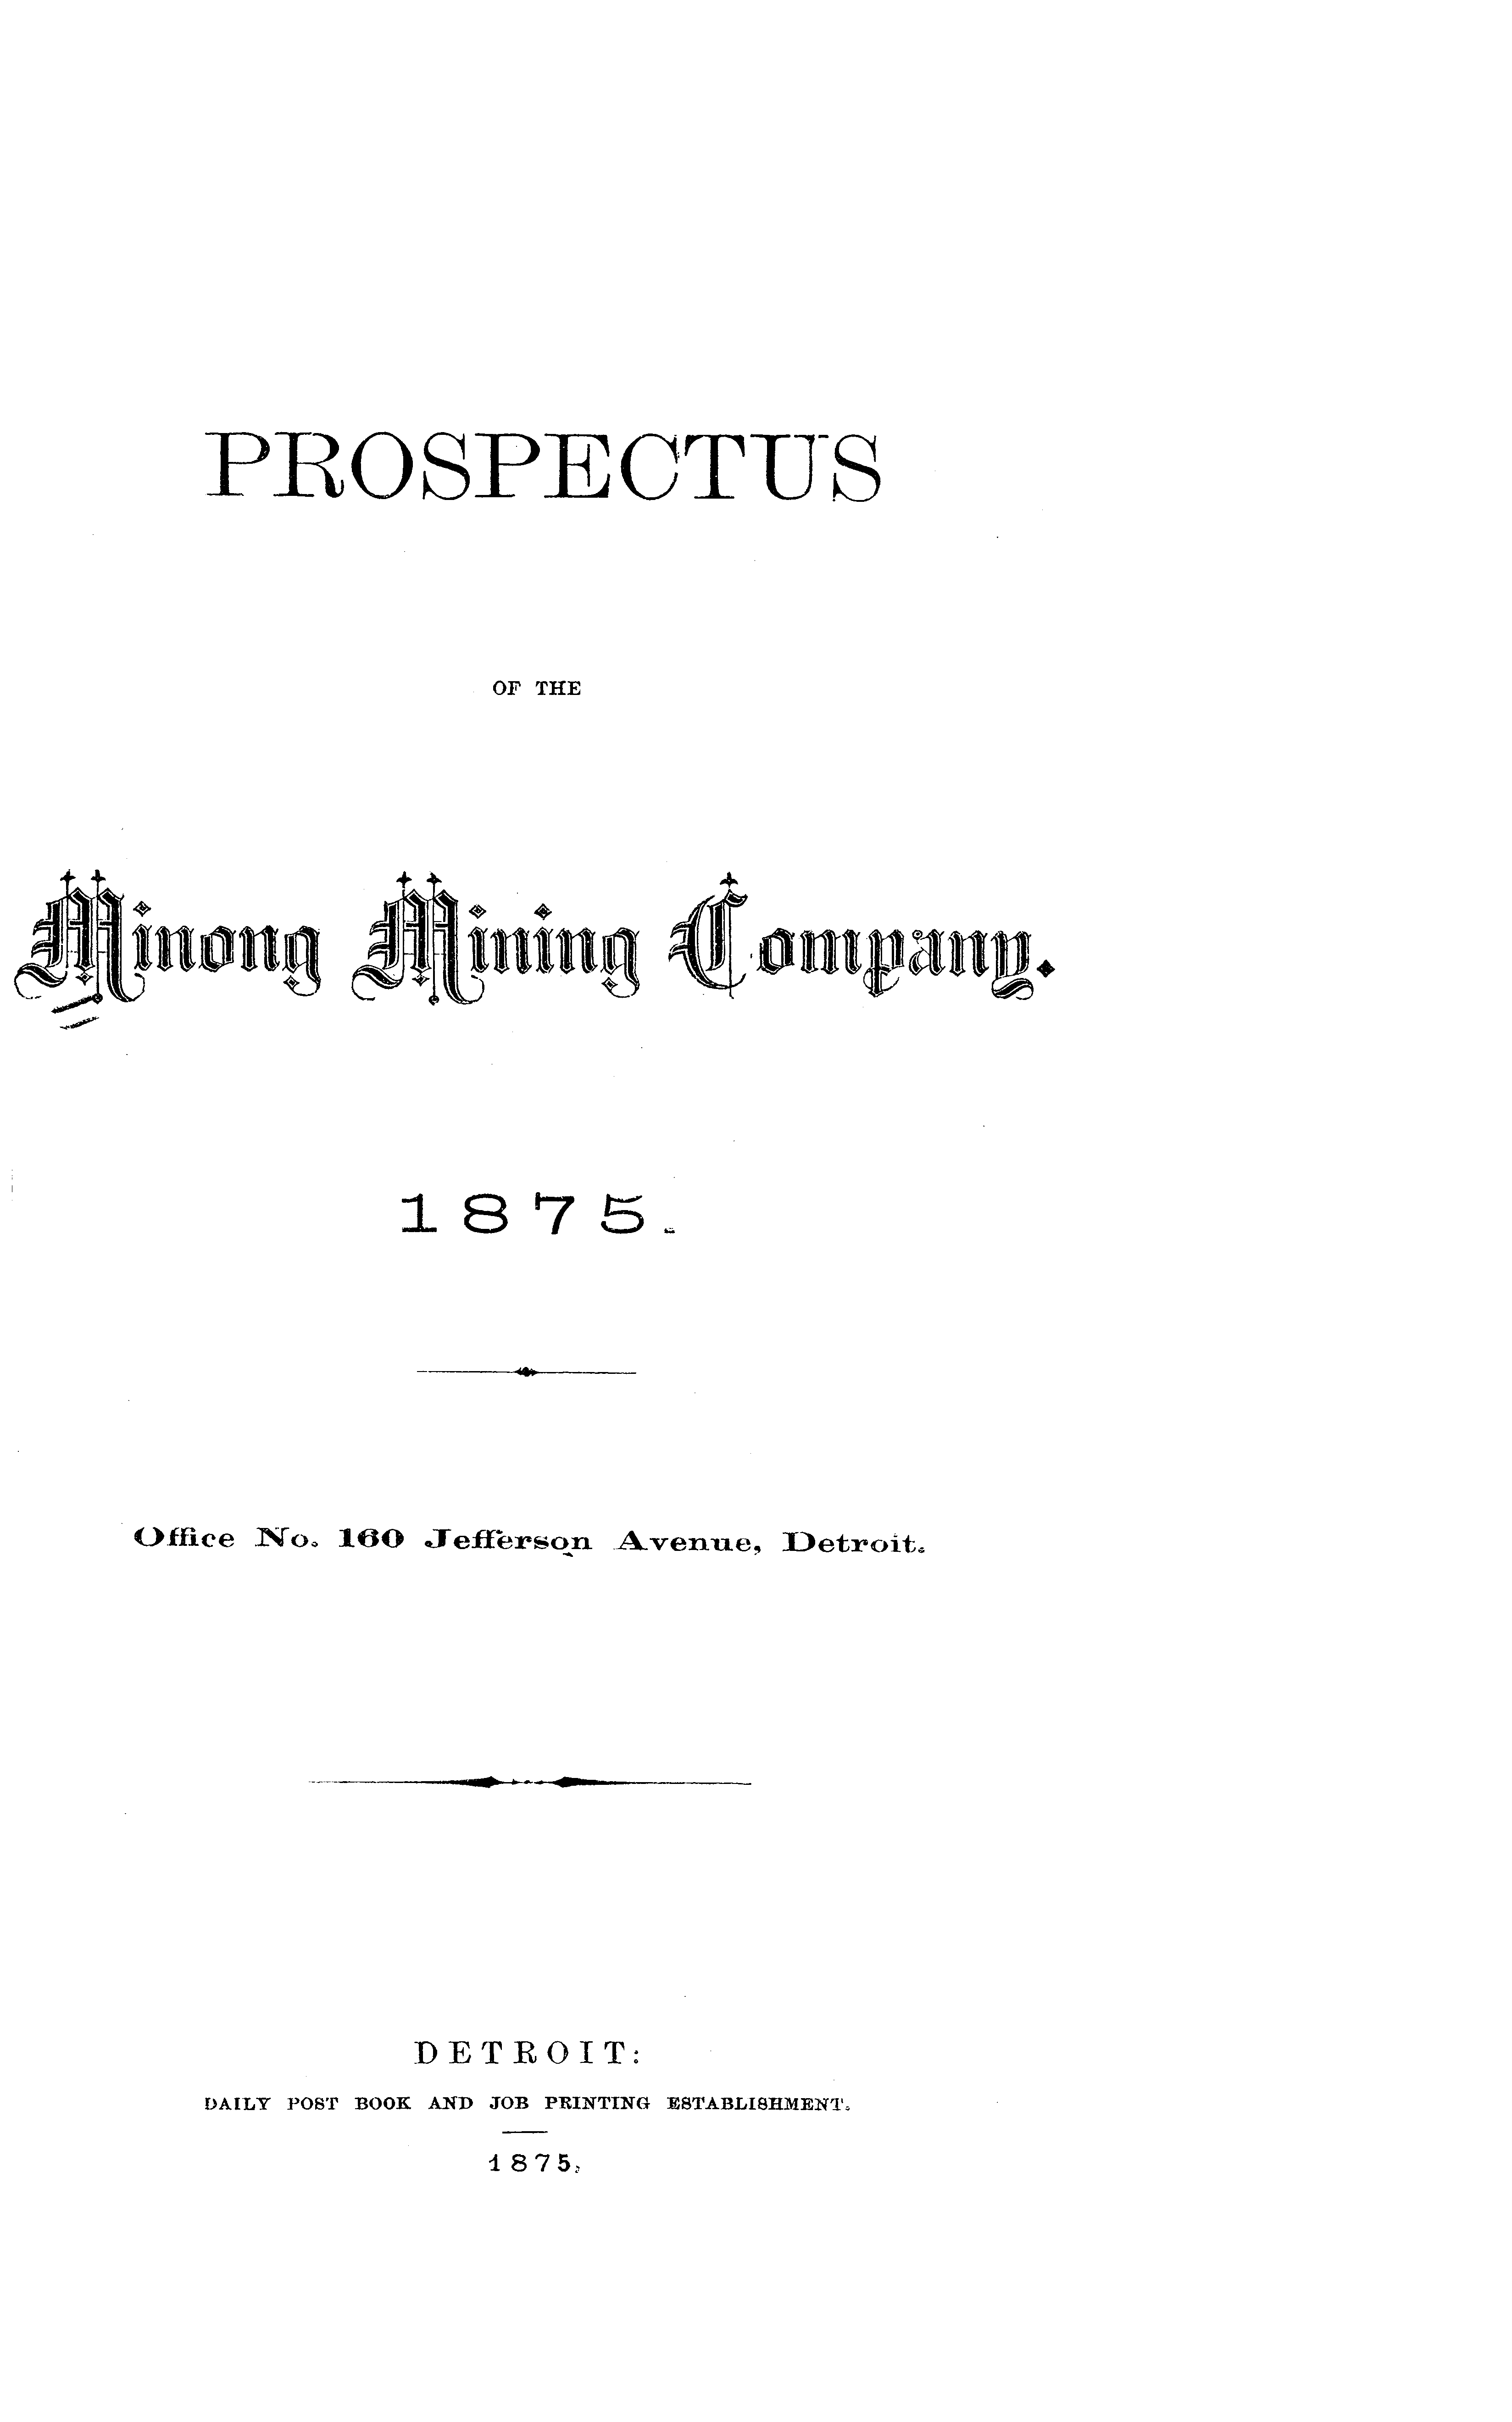 PROSPECTUS
OF THE
Minong Mining Company.
1875.
Office No. 160 Jefferson Avenue, Detroit.
DETROIT:
DAILY POST BOOK AND JOB PRINTING ESTABLISHMENT.
1875.